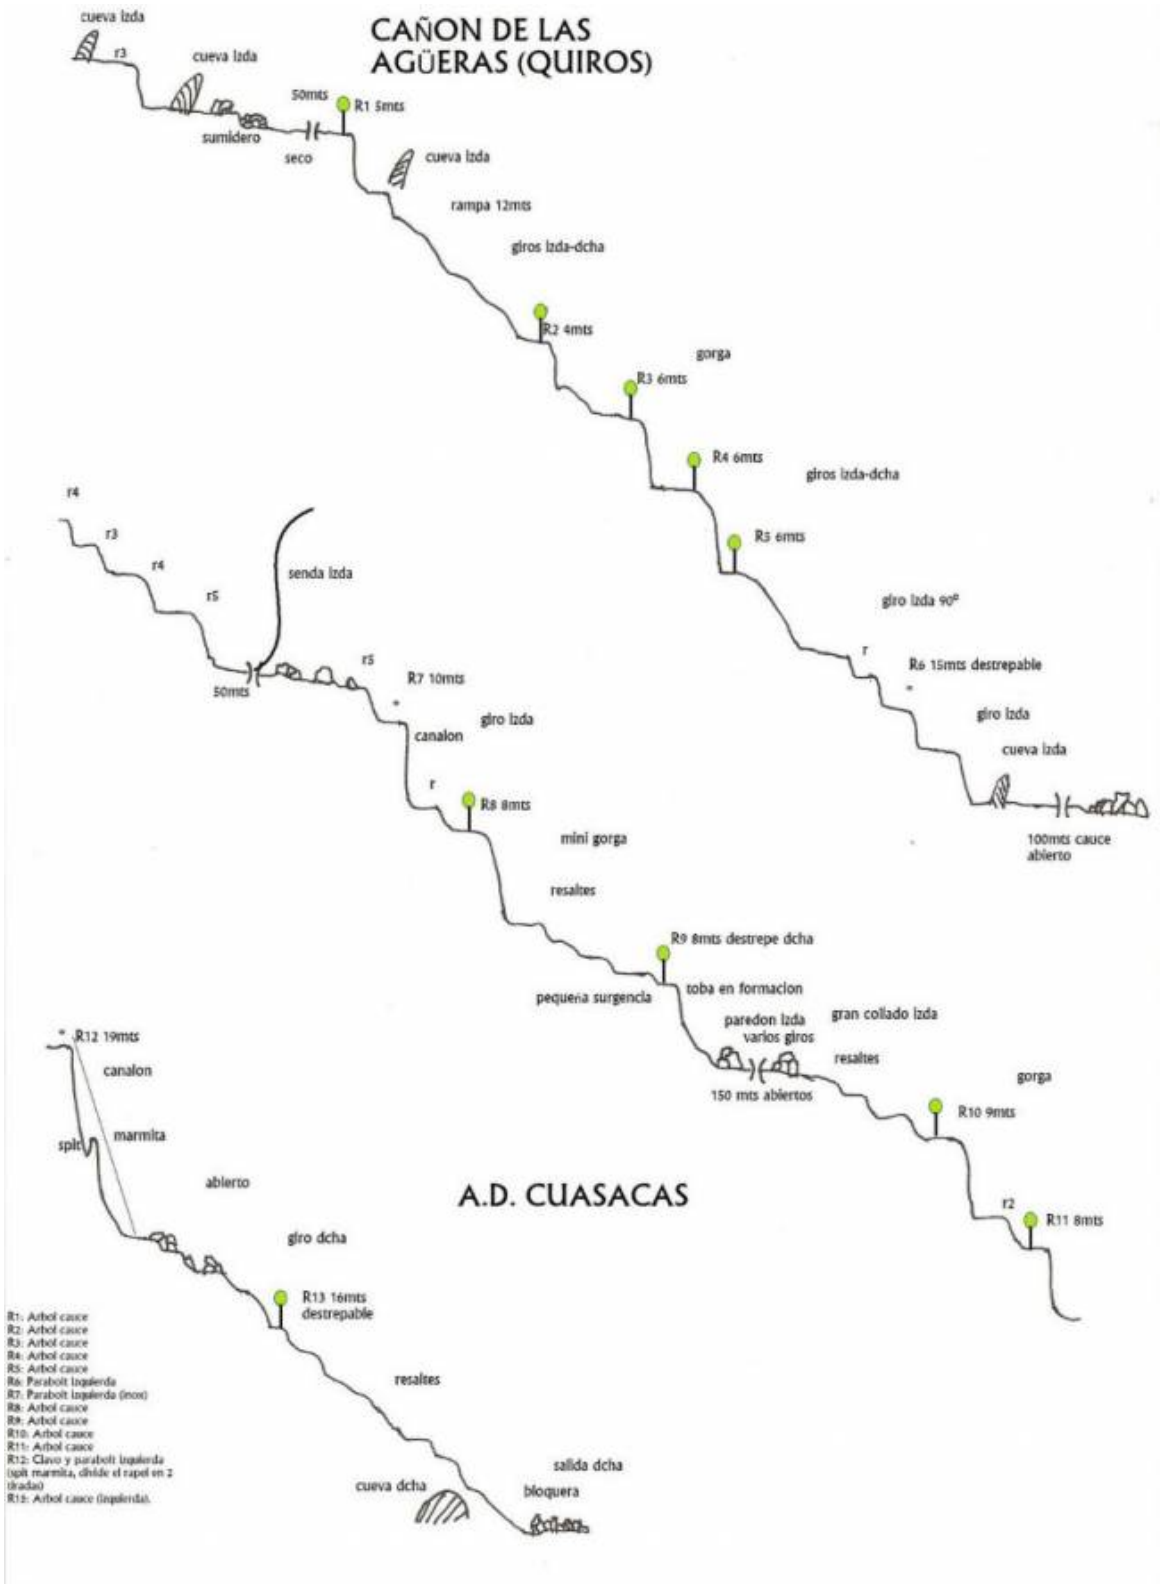 CAÑON DE LAS
AGÜERAS (QUIROS)
cueva izda
r3
cueva izda
sumidero
50mts
seco
R1 5mts
cueva izda
rampa 12mts
giros izda-dcha
R2 4mts
gorga
R3 6mts
R4 6mts
giros izda-dcha
R5 6mts
giro izda 90º
r
R6 15mts destrepable
giro izda
cueva izda
100mts cauce
abierto
r4
r3
r4
r5
senda izda
50mts
r5
R7 10mts
giro izda
canalon
r
R8 8mts
mini gorga
resaltes
R9 8mts destrepe dcha
pequeña surgencia
toba en formacion
paredon izda
varios giros
gran collado izda
150 mts abiertos
resaltes
gorga
R10 9mts
r2
R11 8mts
R12 19mts
canalon
spit
marmita
abierto
A.D. CUASACAS
giro dcha
R13 16mts
destrepable
resaltes
cueva dcha
salida dcha
bloquera
R1: Arbol cauce
R2: Arbol cauce
R3: Arbol cauce
R4: Arbol cauce
R5: Arbol cauce
R6: Parabolt izquierda
R7: Parabolt izquierda (inox)
R8: Arbol cauce
R9: Arbol cauce
R10: Arbol cauce
R11: Arbol cauce
R12: Clavo y parabolt izquierda
(spit marmita, divide el rapel en 2
tiradas)
R13: Arbol cauce (izquierda).